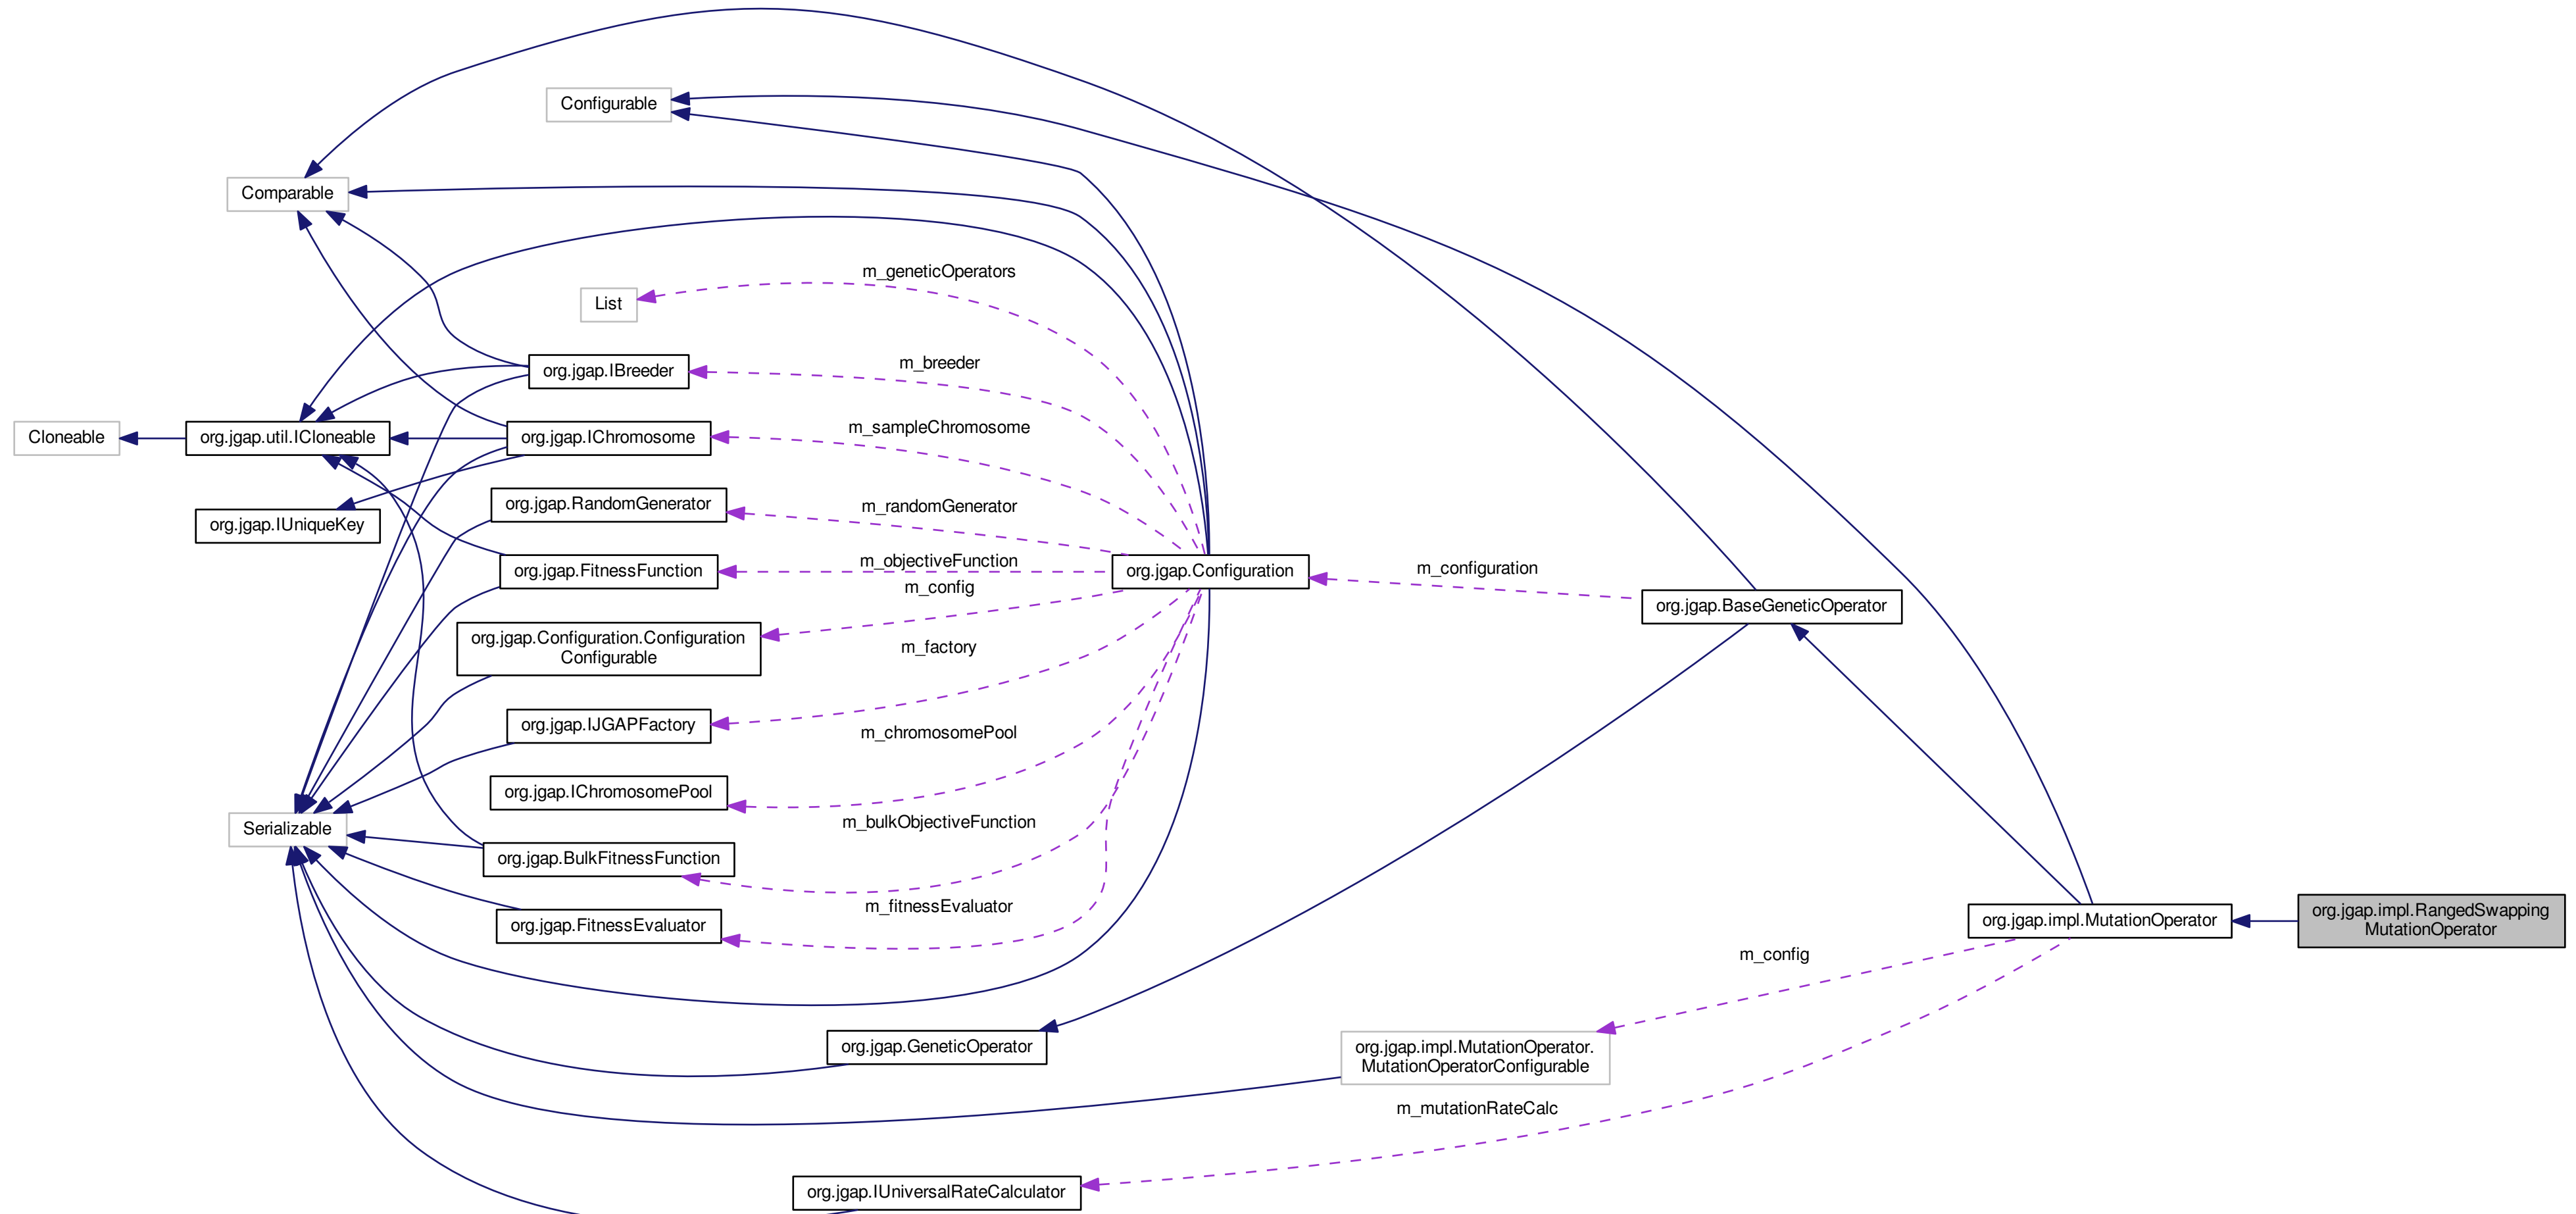 Configurable
Comparable
m_geneticOperators
List
m_breeder
org.jgap.IBreeder
m_sampleChromosome
Cloneable
org.jgap.util.ICloneable
org.jgap.IChromosome
m_randomGenerator
org.jgap.RandomGenerator
org.jgap.IUniqueKey
m_objectiveFunction
org.jgap.FitnessFunction
org.jgap.Configuration
m_configuration
m_config
org.jgap.BaseGeneticOperator
org.jgap.Configuration.Configuration
Configurable
m_factory
org.jgap.IJGAPFactory
m_chromosomePool
org.jgap.IChromosomePool
m_bulkObjectiveFunction
Serializable
org.jgap.BulkFitnessFunction
m_fitnessEvaluator
org.jgap.FitnessEvaluator
org.jgap.impl.MutationOperator
org.jgap.impl.RangedSwapping
MutationOperator
m_config
org.jgap.GeneticOperator
org.jgap.impl.MutationOperator.
MutationOperatorConfigurable
m_mutationRateCalc
org.jgap.IUniversalRateCalculator